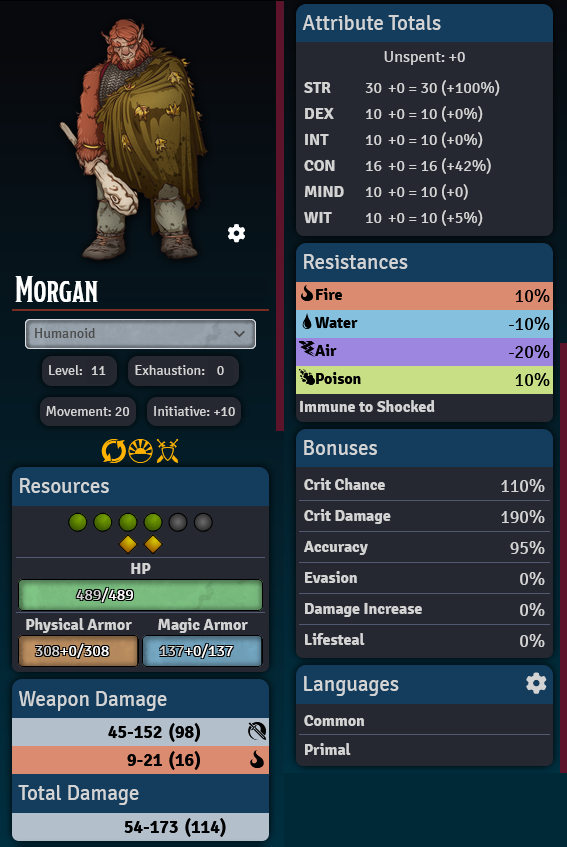 MORGAN
Humanoid
Level: 11 Exhaustion: 0
Movement: 20 Initiative: +10
Resources
HP
489/489
Physical Armor Magic Armor
308+0/308 137+0/137
Weapon Damage
45-152 (98)
9-21 (16)
Total Damage
54-173 (114)
Attribute Totals
Unspent: +0
STR 30 +0 = 30 (+100%)
DEX 10 +0 = 10 (+0%)
INT 10 +0 = 10 (+0%)
CON 16 +0 = 16 (+42%)
MIND 10 +0 = 10 (+0)
WIT 10 +0 = 10 (+5%)
Resistances
Fire 10%
Water -10%
Air -20%
Poison 10%
Immune to Shocked
Bonuses
Crit Chance 110%
Crit Damage 190%
Accuracy 95%
Evasion 0%
Damage Increase 0%
Lifesteal 0%
Languages
Common
Primal